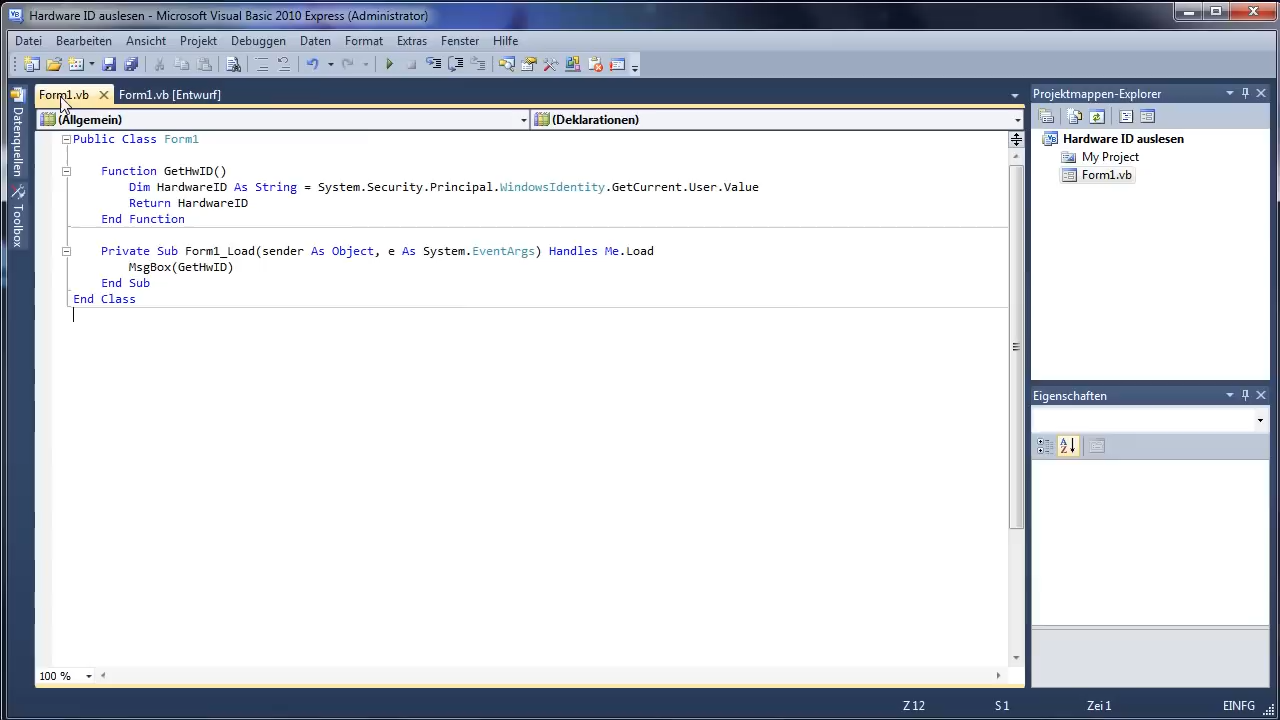 Hardware ID auslesen - Microsoft Visual Basic 2010 Express (Administrator)
Datei Bearbeiten Ansicht Projekt Debuggen Daten Format Extras Fenster Hilfe
Form1.vb Form1.vb [Entwurf]
(Allgemein) (Deklarationen)
Public Class Form1
Function GetHwID()
Dim HardwareID As String = System.Security.Principal.WindowsIdentity.GetCurrent.User.Value
Return HardwareID
End Function
Private Sub Form1_Load(sender As Object, e As System.EventArgs) Handles Me.Load
MsgBox(GetHwID)
End Sub
End Class
100 %
Datenquellen
Toolbox
Projektmappen-Explorer
Hardware ID auslesen
My Project
Form1.vb
Eigenschaften
Z 12 S 1 Zei 1 EINFG